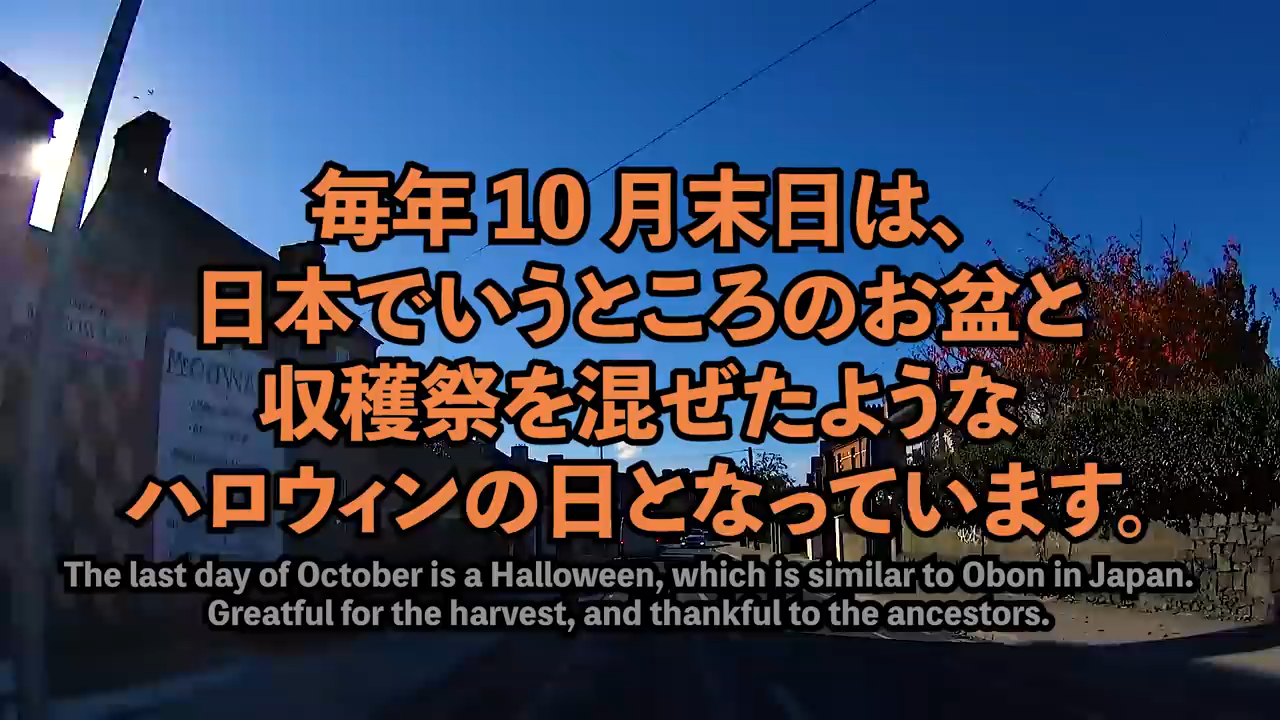 毎年10月末日は、
日本でいうところのお盆と
収穫祭を混ぜたような
ハロウィンの日となっています。
The last day of October is a Halloween, which is similar to Obon in Japan.
Greatful for the harvest, and thankful to the ancestors.